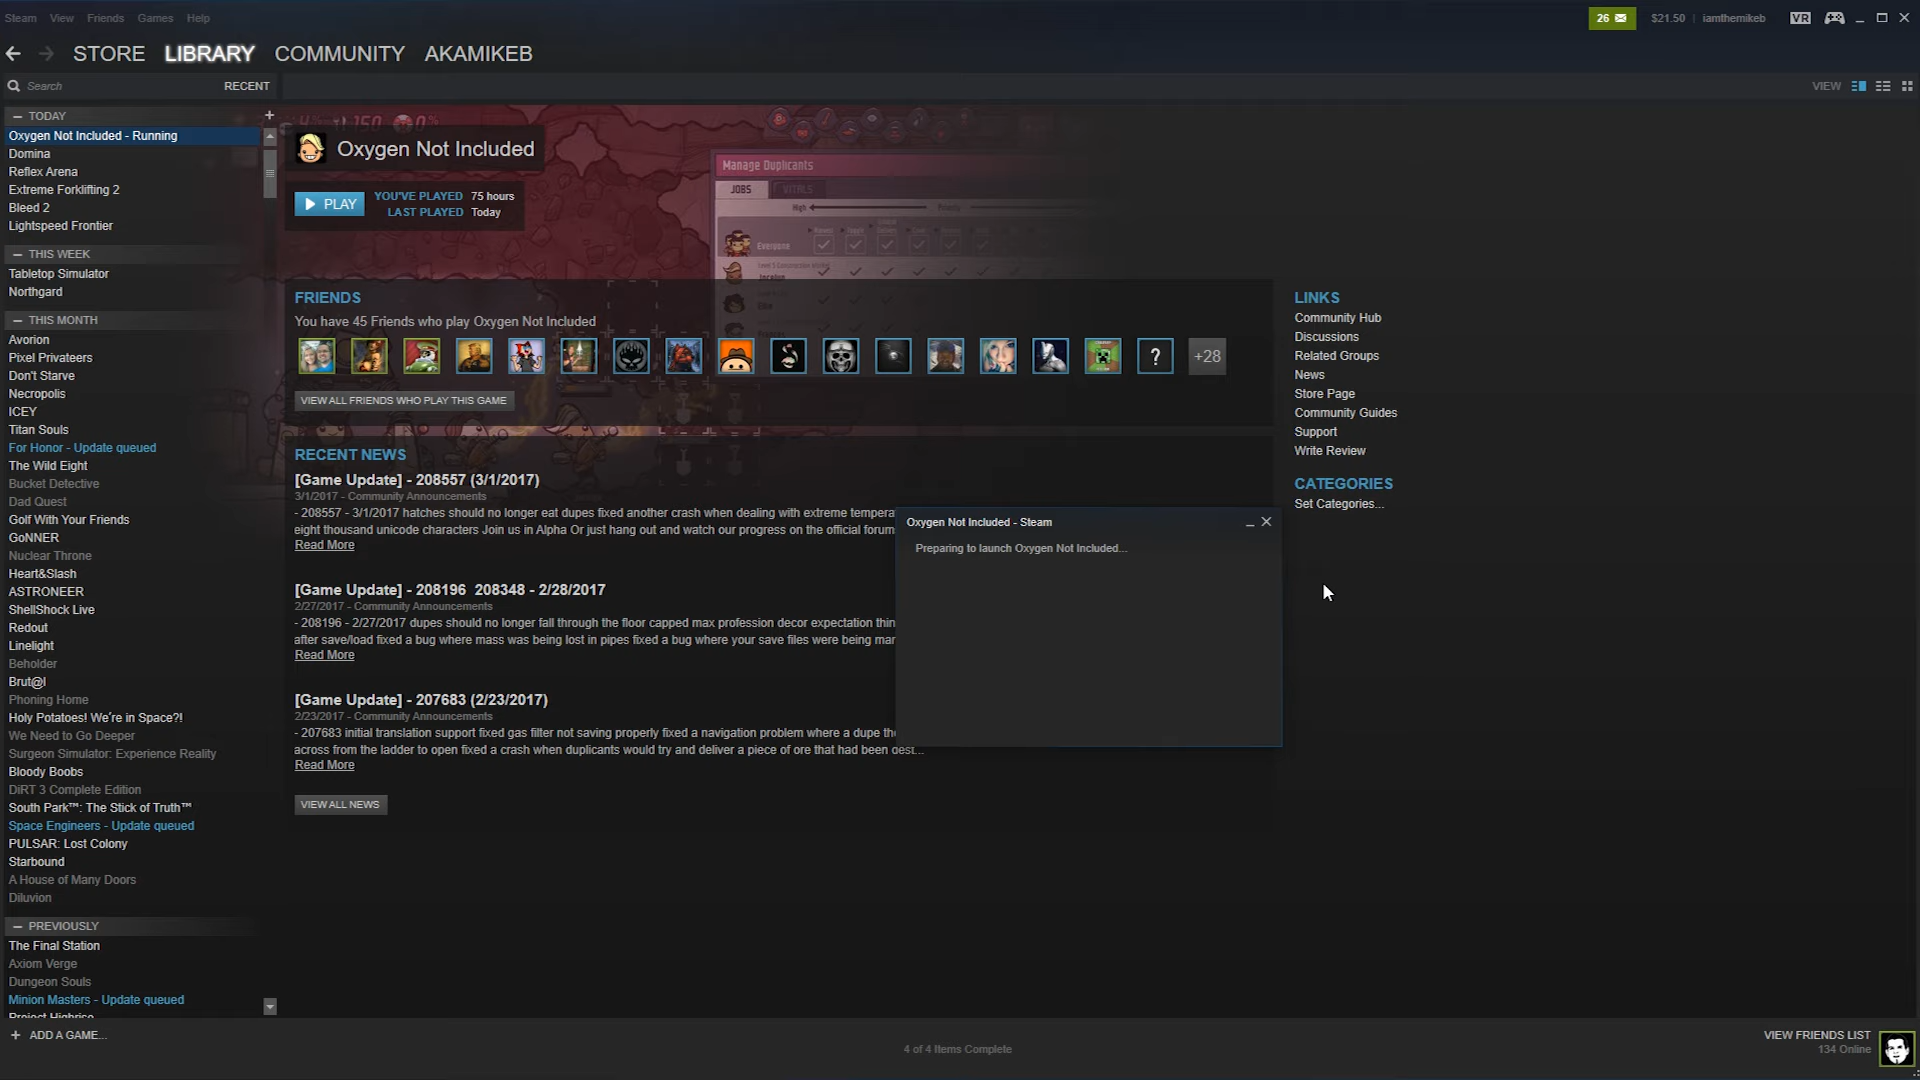 Steam View Friends Games Help
26 $21.50 iamthemikeb VR
STORE LIBRARY COMMUNITY AKAMIKEB
Search RECENT VIEW
TODAY
Oxygen Not Included - Running
Domina
Reflex Arena
Extreme Forklifting 2
Bleed 2
Lightspeed Frontier
THIS WEEK
Tabletop Simulator
Northgard
THIS MONTH
Avorion
Pixel Privateers
Don't Starve
Necropolis
ICEY
Titan Souls
For Honor - Update queued
The Wild Eight
Bucket Detective
Dad Quest
Golf With Your Friends
GoNNER
Nuclear Throne
Heart&Slash
ASTRONEER
ShellShock Live
Redout
Linelight
Beholder
Brut@l
Phoning Home
Holy Potatoes! We're in Space?!
We Need to Go Deeper
Surgeon Simulator: Experience Reality
Bloody Boobs
DiRT 3 Complete Edition
South Park™: The Stick of Truth™
Space Engineers - Update queued
PULSAR: Lost Colony
Starbound
A House of Many Doors
Diluvion
PREVIOUSLY
The Final Station
Axiom Verge
Dungeon Souls
Minion Masters - Update queued
Project Highrise
+ ADD A GAME...
Oxygen Not Included
PLAY
YOU'VE PLAYED 75 hours
LAST PLAYED Today
Manage Duplicants
JOBS VITALS
High Priority
Everyone
FRIENDS
You have 45 Friends who play Oxygen Not Included
? +28
VIEW ALL FRIENDS WHO PLAY THIS GAME
RECENT NEWS
[Game Update] - 208557 (3/1/2017)
3/1/2017 - Community Announcements
- 208557 - 3/1/2017 hatches should no longer eat dupes fixed another crash when dealing with extreme tempera
eight thousand unicode characters Join us in Alpha Or just hang out and watch our progress on the official forum
Read More
[Game Update] - 208196 208348 - 2/28/2017
2/27/2017 - Community Announcements
- 208196 - 2/27/2017 dupes should no longer fall through the floor capped max profession decor expectation thin
after save/load fixed a bug where mass was being lost in pipes fixed a bug where your save files were being mar
Read More
[Game Update] - 207683 (2/23/2017)
2/23/2017 - Community Announcements
- 207683 initial translation support fixed gas filter not saving properly fixed a navigation problem where a dupe th
across from the ladder to open fixed a crash when duplicants would try and deliver a piece of ore that had been dest...
Read More
VIEW ALL NEWS
Oxygen Not Included - Steam
Preparing to launch Oxygen Not Included...
LINKS
Community Hub
Discussions
Related Groups
News
Store Page
Community Guides
Support
Write Review
CATEGORIES
Set Categories...
4 of 4 Items Complete
VIEW FRIENDS LIST
134 Online